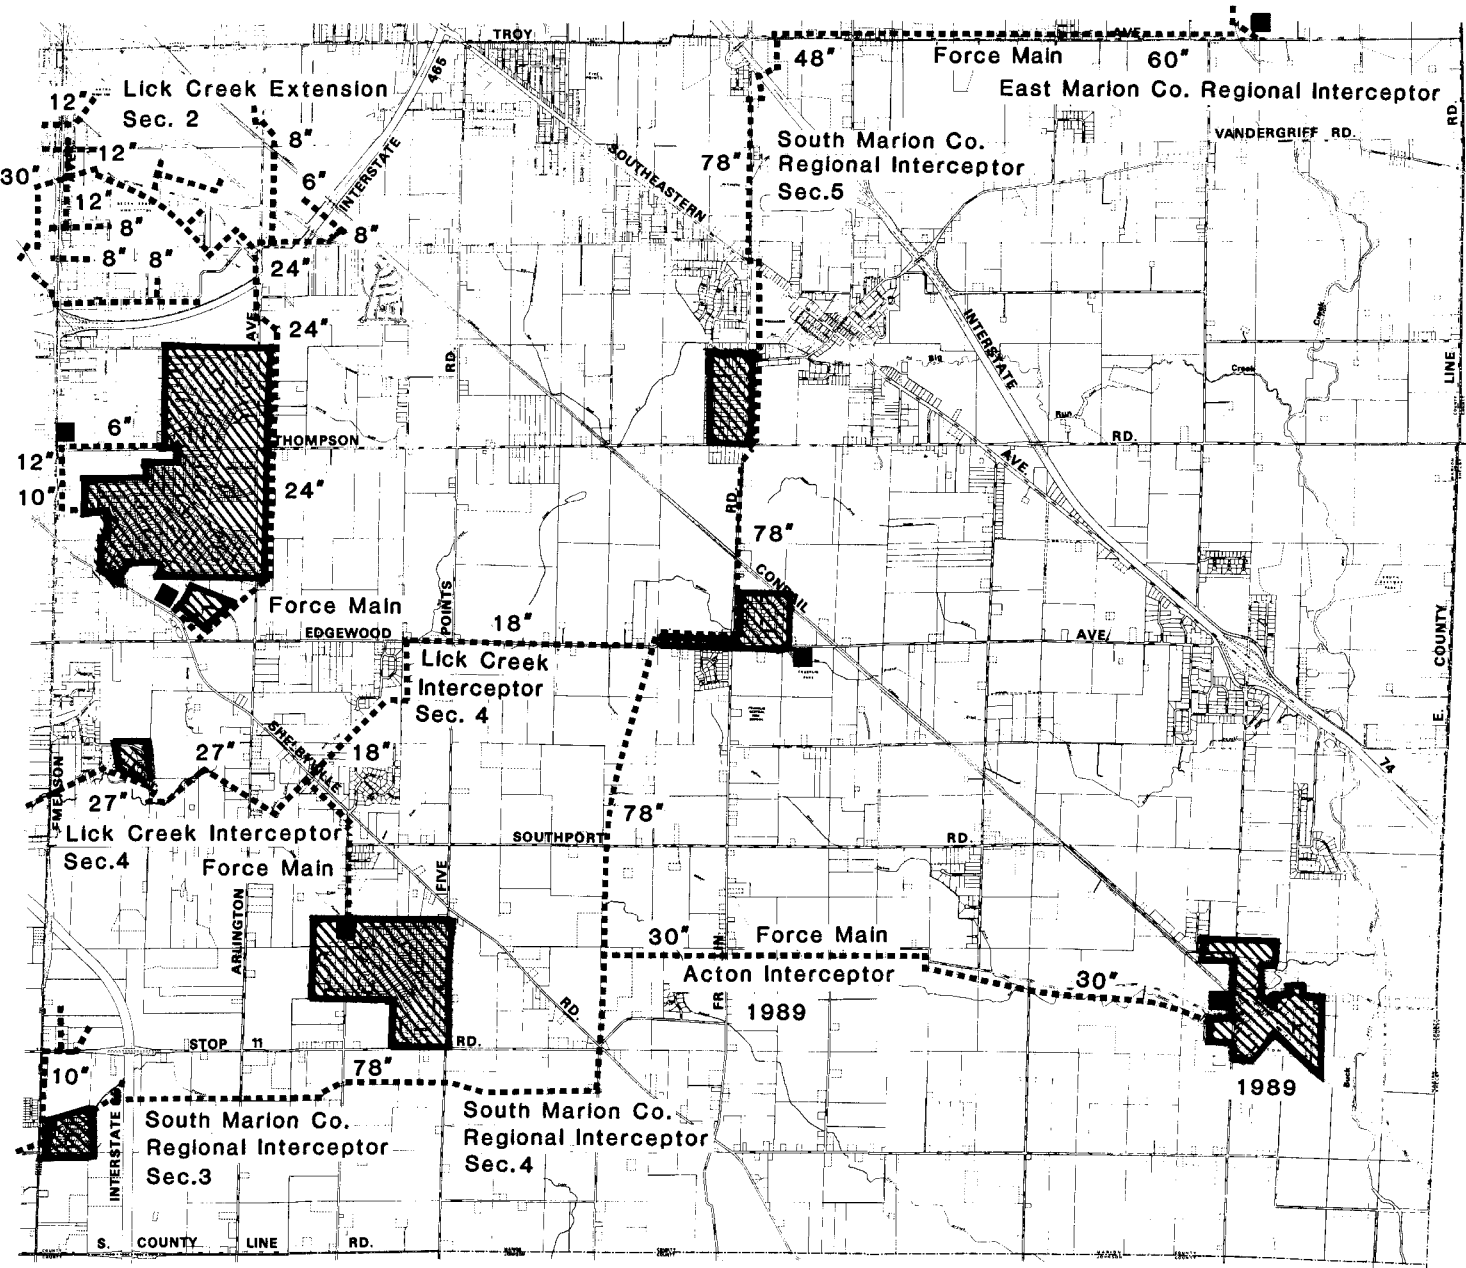 TROY
AVE.
48"
Force Main
60"
East Marion Co. Regional Interceptor
VANDERGRIFF RD.
RD.
Lick Creek Extension
Sec. 2
12"
8"
465
INTERSTATE
12"
30"
12"
6"
8"
8"
8"
8"
24"
SOUTHEASTERN
78"
South Marion Co.
Regional Interceptor
Sec.5
AVE.
24"
RD.
INTERSTATE
Creek
Big
Creek
Run
LINE
6"
THOMPSON
RD.
12"
10"
24"
RD.
AVE.
78"
POINTS
Force Main
EDGEWOOD
18"
AVE.
COUNTY
Lick Creek
Interceptor
Sec. 4
E.
SHELBYVILLE
27"
18"
74
EMERSON
27"
78"
Lick Creek Interceptor
Sec.4
SOUTHPORT
RD.
Force Main
FIVE
ARLINGTON
30"
Force Main
Acton Interceptor
30"
1989
RD.
STOP 11
RD.
10"
78"
1989
Buck
South Marion Co.
Regional Interceptor
Sec.3
South Marion Co.
Regional Interceptor
Sec.4
INTERSTATE
S. COUNTY LINE RD.